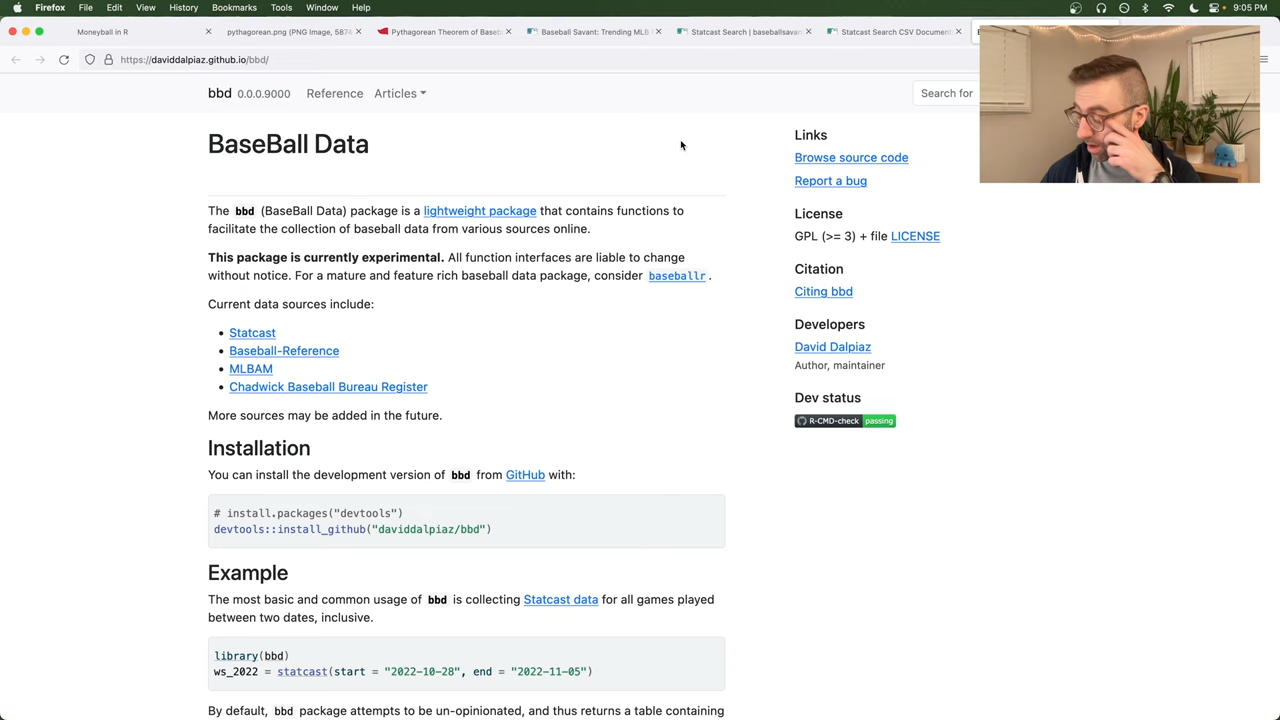 Firefox File Edit View History Bookmarks Tools Window Help 9:05 PM
Moneyball in R
pythagorean.png (PNG Image, 5874
Pythagorean Theorem of Baseb
Baseball Savant: Trending MLB
Statcast Search | baseballsavan
Statcast Search CSV Document
https://daviddalpiaz.github.io/bbd/
bbd 0.0.0.9000 Reference Articles
Search for
BaseBall Data
The bbd (BaseBall Data) package is a lightweight package that contains functions to
facilitate the collection of baseball data from various sources online.
This package is currently experimental. All function interfaces are liable to change
without notice. For a mature and feature rich baseball data package, consider baseballr.
Current data sources include:
• Statcast
• Baseball-Reference
• MLBAM
• Chadwick Baseball Bureau Register
More sources may be added in the future.
Installation
You can install the development version of bbd from GitHub with:
# install.packages("devtools")
devtools::install_github("daviddalpiaz/bbd")
Example
The most basic and common usage of bbd is collecting Statcast data for all games played
between two dates, inclusive.
library(bbd)
ws_2022 = statcast(start = "2022-10-28", end = "2022-11-05")
By default, bbd package attempts to be un-opinionated, and thus returns a table containing
Links
Browse source code
Report a bug
License
GPL (>= 3) + file LICENSE
Citation
Citing bbd
Developers
David Dalpiaz
Author, maintainer
Dev status
R-CMD-check passing